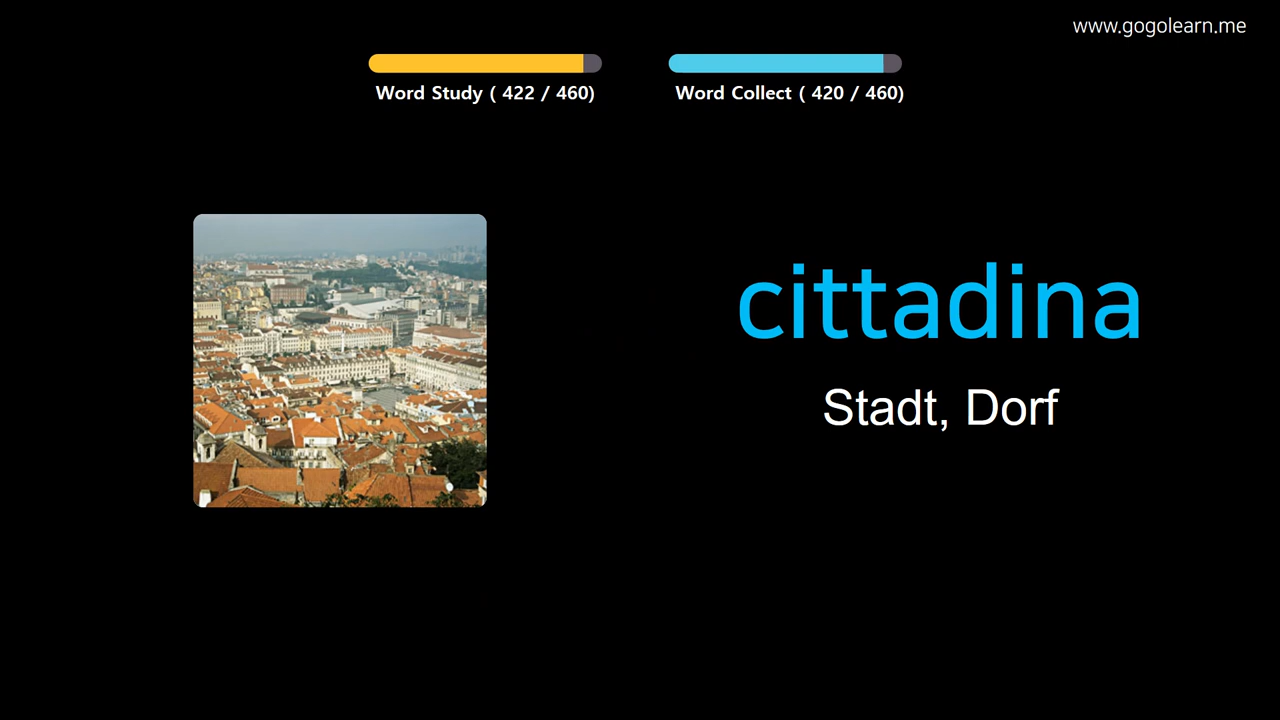 www.gogolearn.me
Word Study ( 422 / 460)
Word Collect ( 420 / 460)
cittadina
Stadt, Dorf